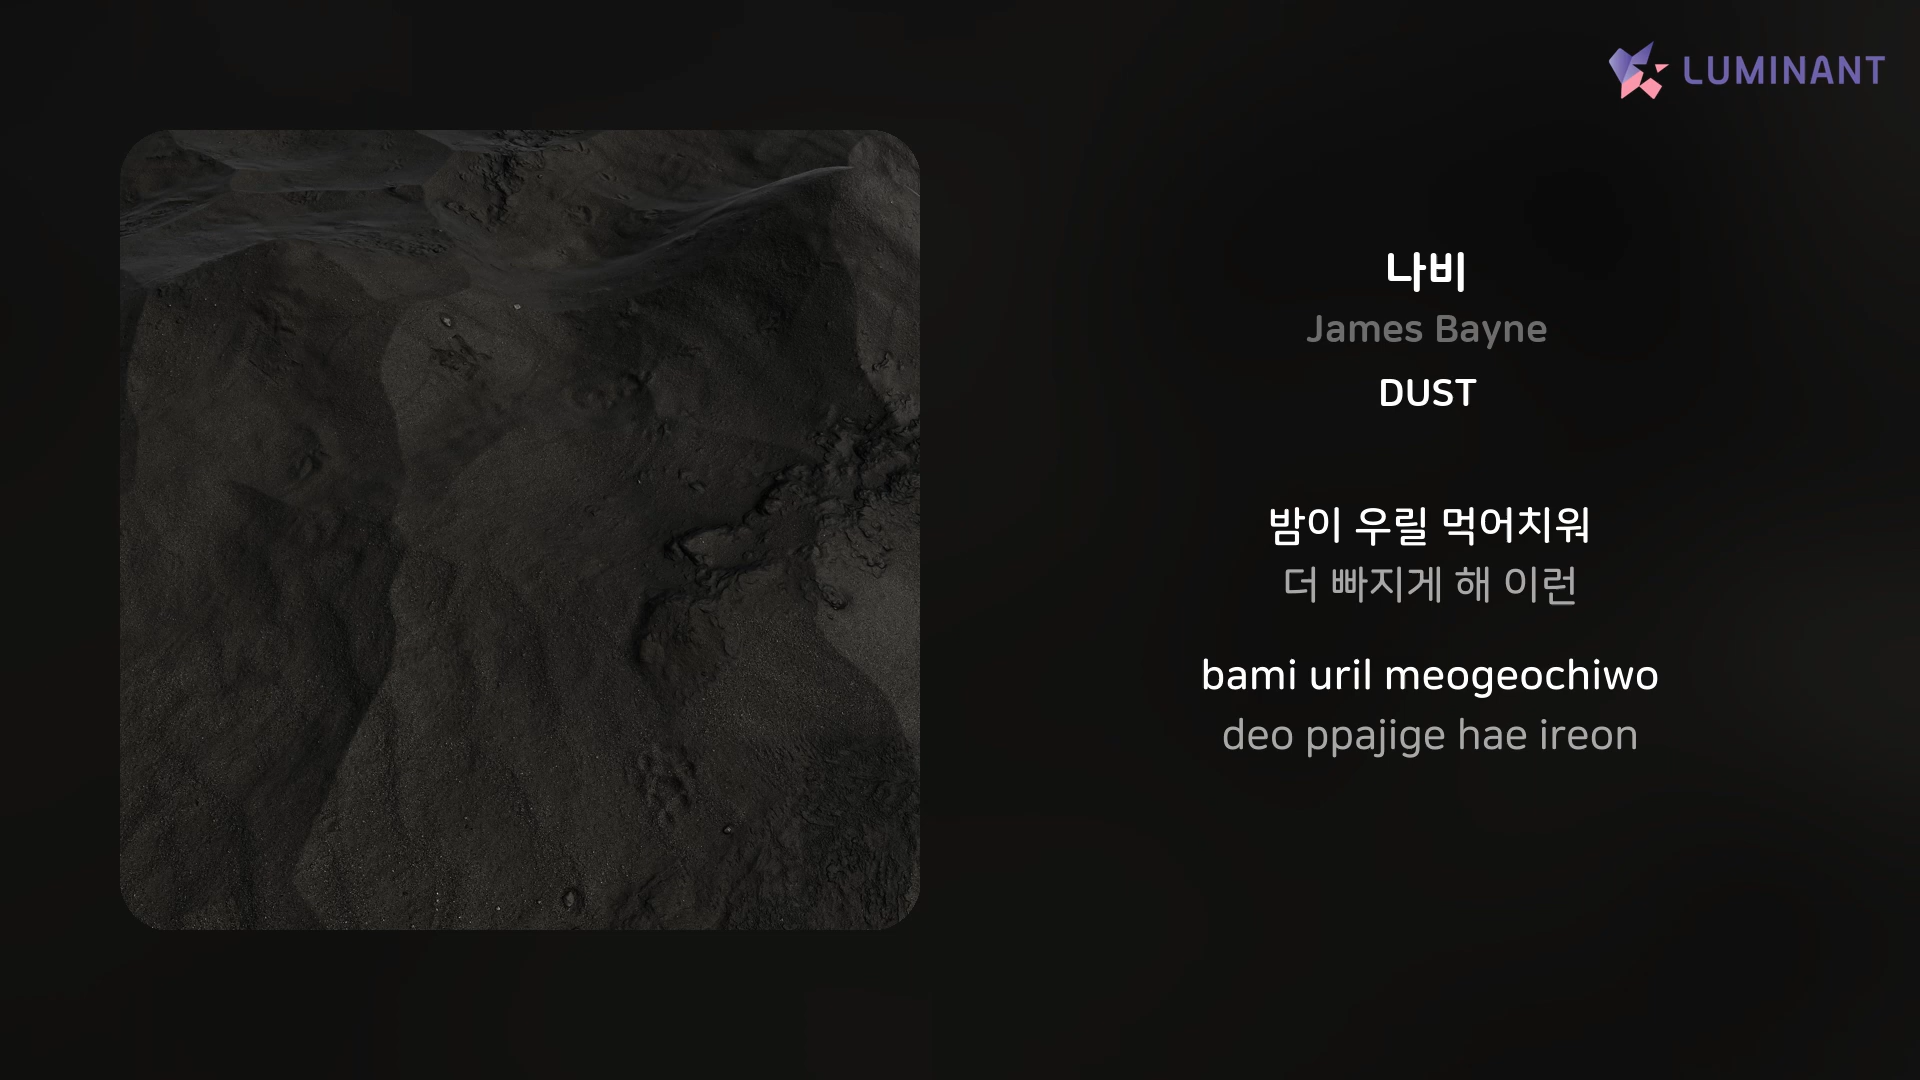 LUMINANT
나비
James Bayne
DUST
밤이 우릴 먹어치워
더 빠지게 해 이런
bami uril meogeochiwo
deo ppajige hae ireon